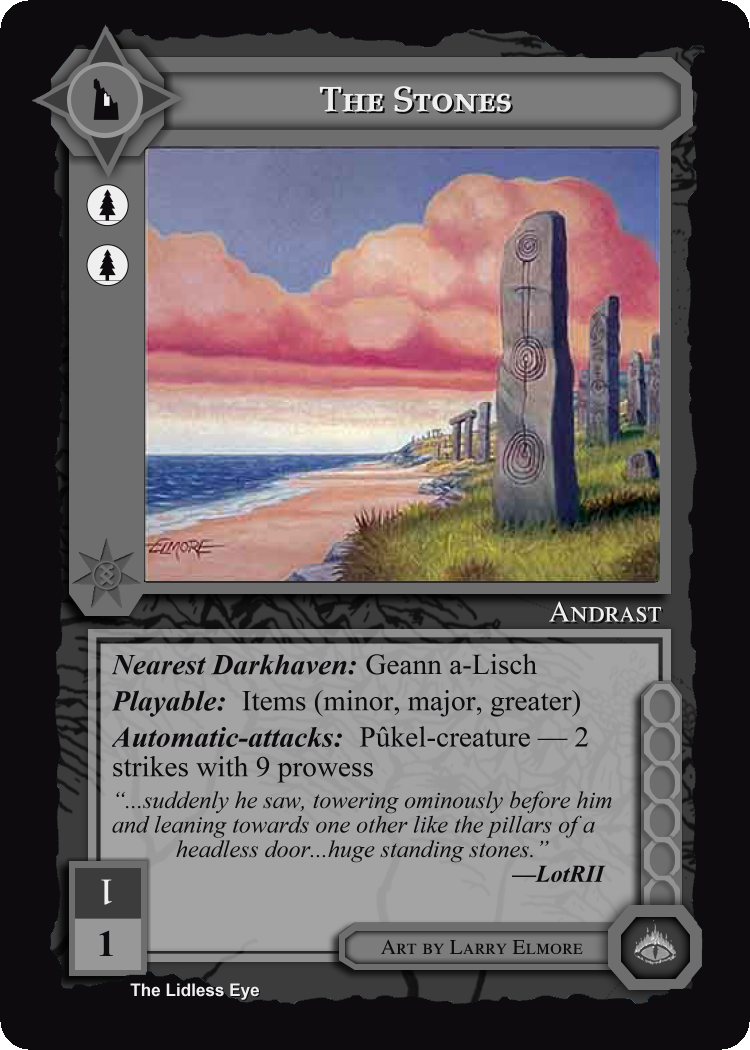 THE STONES
ELMORE
ANDRAST
Nearest Darkhaven: Geann a-Lisch
Playable: Items (minor, major, greater)
Automatic-attacks: Pûkel-creature — 2
strikes with 9 prowess
“...suddenly he saw, towering ominously before him
and leaning towards one other like the pillars of a
headless door...huge standing stones.”
—LotRII
1
1
ART BY LARRY ELMORE
The Lidless Eye